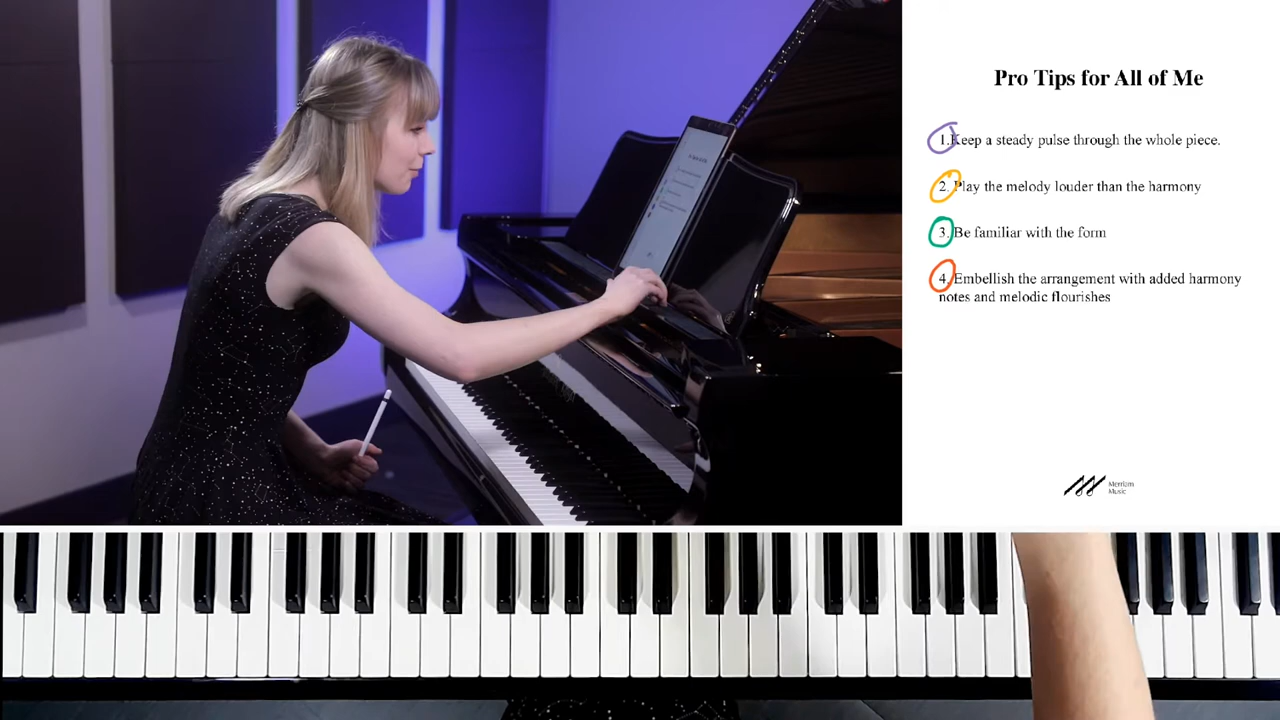 Pro Tips for All of Me
1. Keep a steady pulse through the whole piece.
2. Play the melody louder than the harmony
3. Be familiar with the form
4. Embellish the arrangement with added harmony
notes and melodic flourishes
Merriam
Music